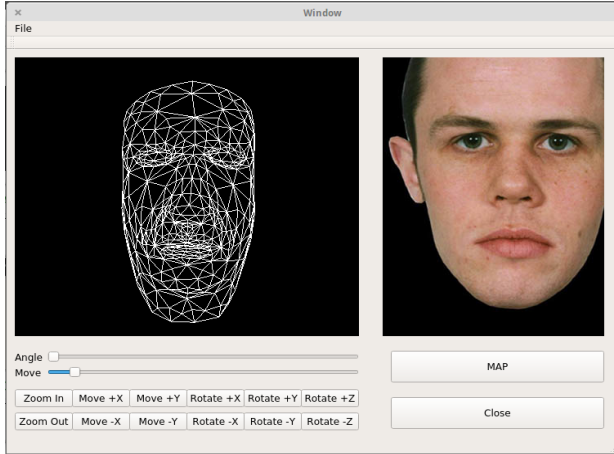 Window
File
Angle
Move
MAP
Zoom In Move +X Move +Y Rotate +X Rotate +Y Rotate +Z
Close
Zoom Out Move -X Move -Y Rotate -X Rotate -Y Rotate -Z